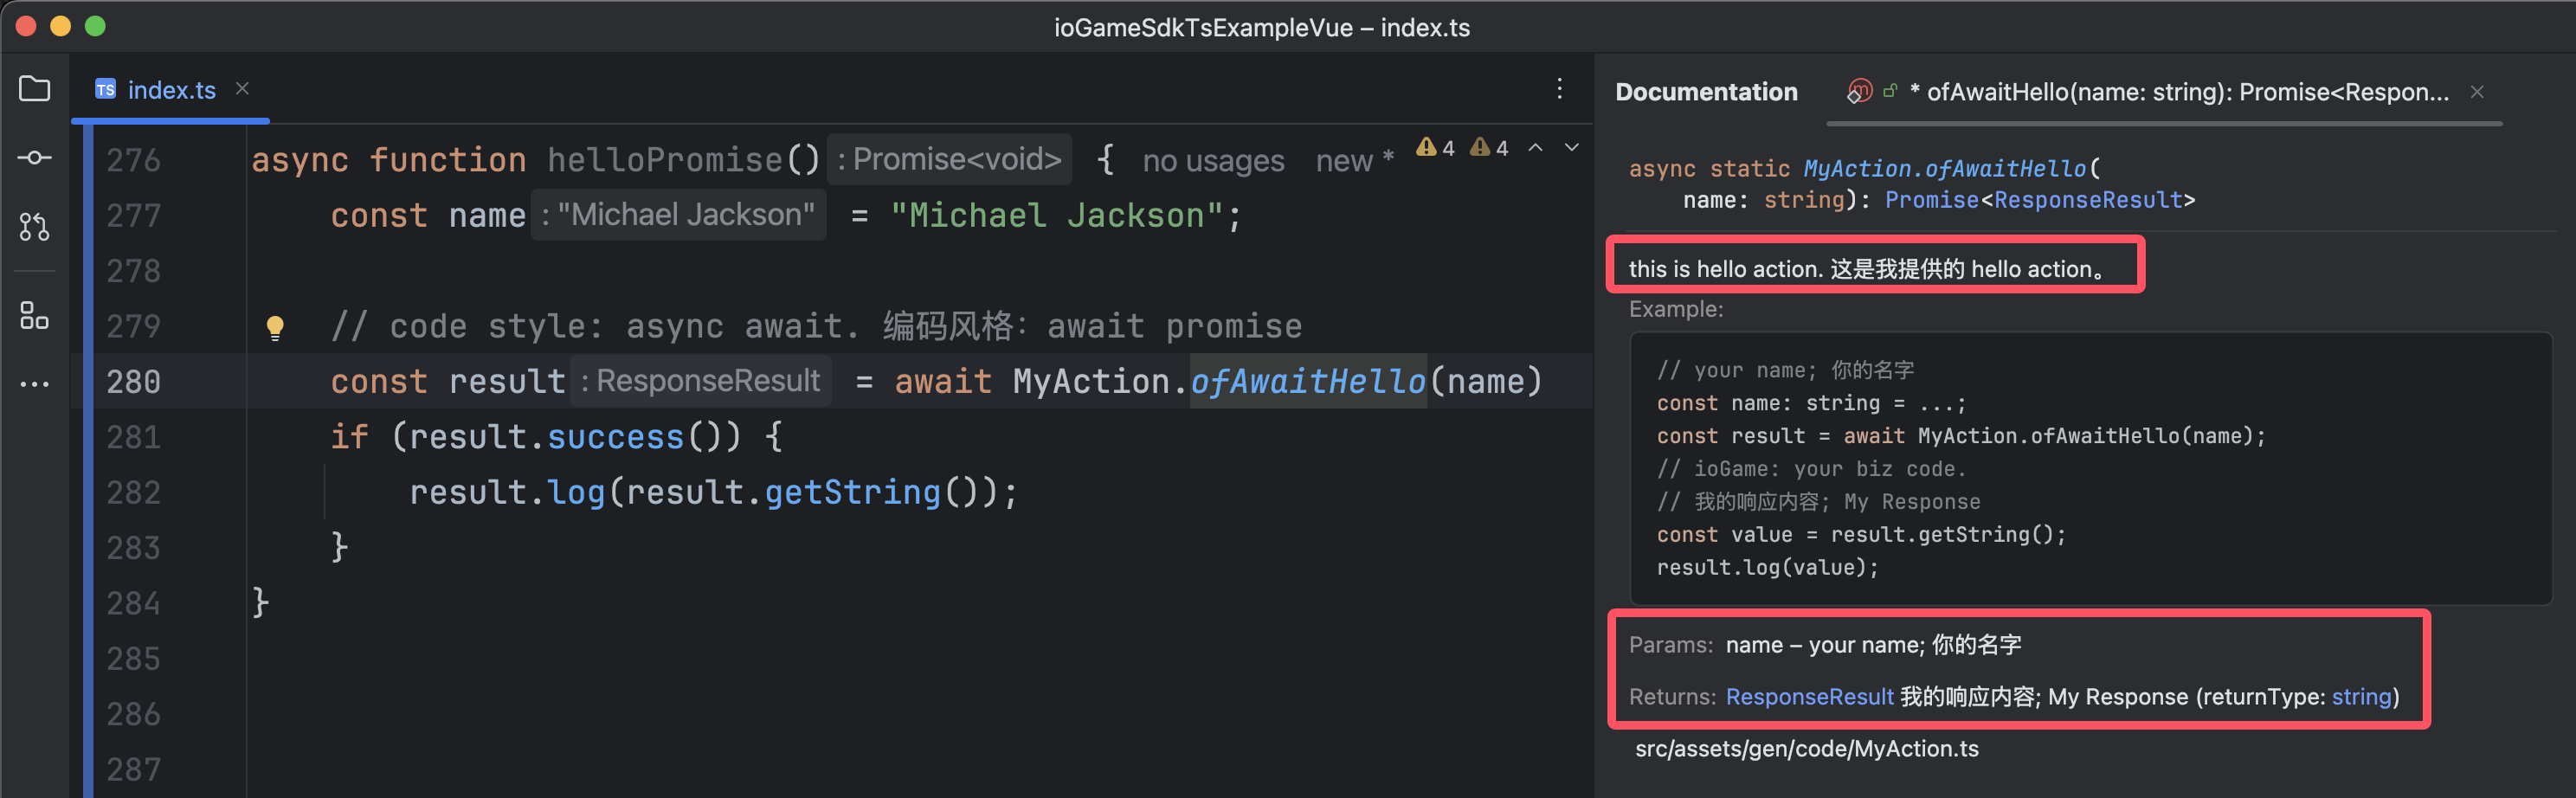 ioGameSdkTsExampleVue – index.ts
TS index.ts
276 async function helloPromise() : Promise<void> { no usages new *
4 4
277 const name : "Michael Jackson" = "Michael Jackson";
278
279 // code style: async await. 编码风格: await promise
280 const result : ResponseResult = await MyAction.ofAwaitHello(name)
281 if (result.success()) {
282 result.log(result.getString());
283 }
284 }
285
286
287
Documentation
m * ofAwaitHello(name: string): Promise<Respon...
async static MyAction.ofAwaitHello(
name: string): Promise<ResponseResult>
this is hello action. 这是我提供的 hello action。
Example:
// your name; 你的名字
const name: string = ...;
const result = await MyAction.ofAwaitHello(name);
// ioGame: your biz code.
// 我的响应内容; My Response
const value = result.getString();
result.log(value);
Params: name – your name; 你的名字
Returns: ResponseResult 我的响应内容; My Response (returnType: string)
src/assets/gen/code/MyAction.ts